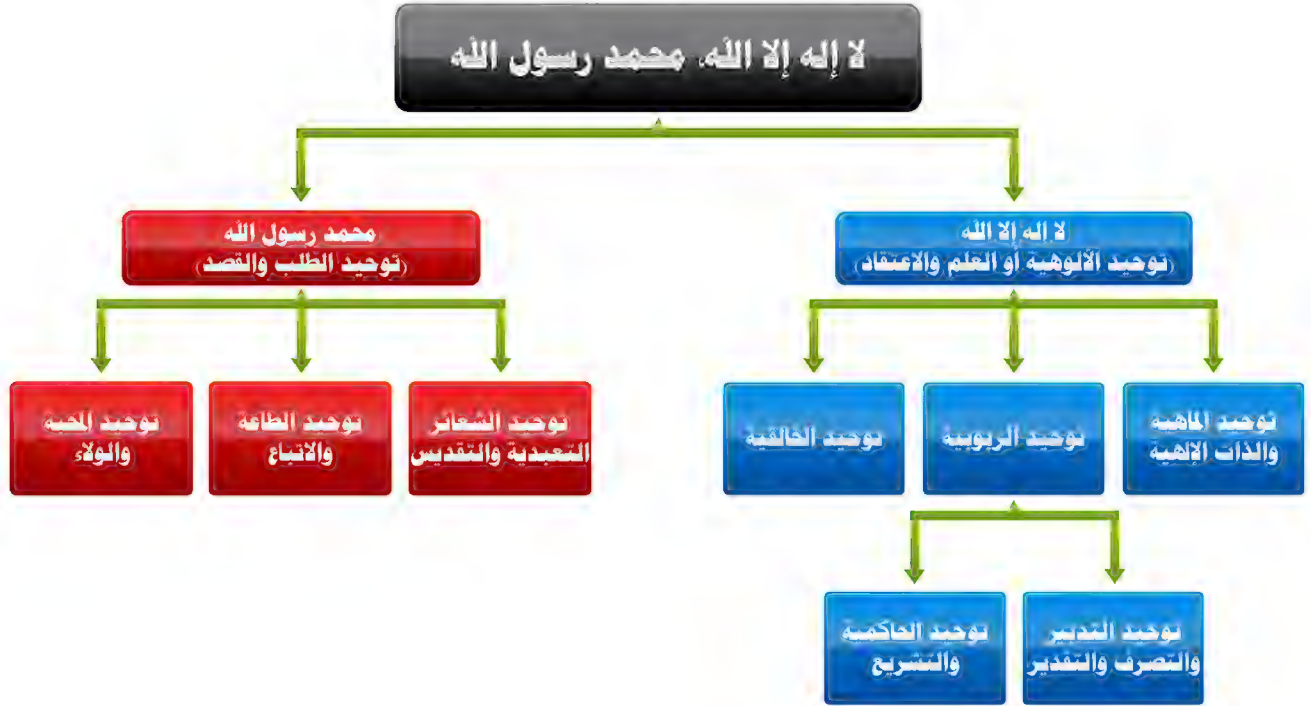 لا إله إلا الله، محمد رسول الله
لا إله إلا الله
(توحيد الألوهية أو العلم والاعتقاد)
محمد رسول الله
(توحيد الطلب والقصد)
توحيد الماهية
والذات الإلهية
توحيد الربوبية
توحيد الخالقية
توحيد الشعائر
التعبدية والتقديس
توحيد الطاعة
والاتباع
توحيد المحبة
والولاء
توحيد التدبير
والتصرف والتقدير
توحيد الحاكمية
والتشريع